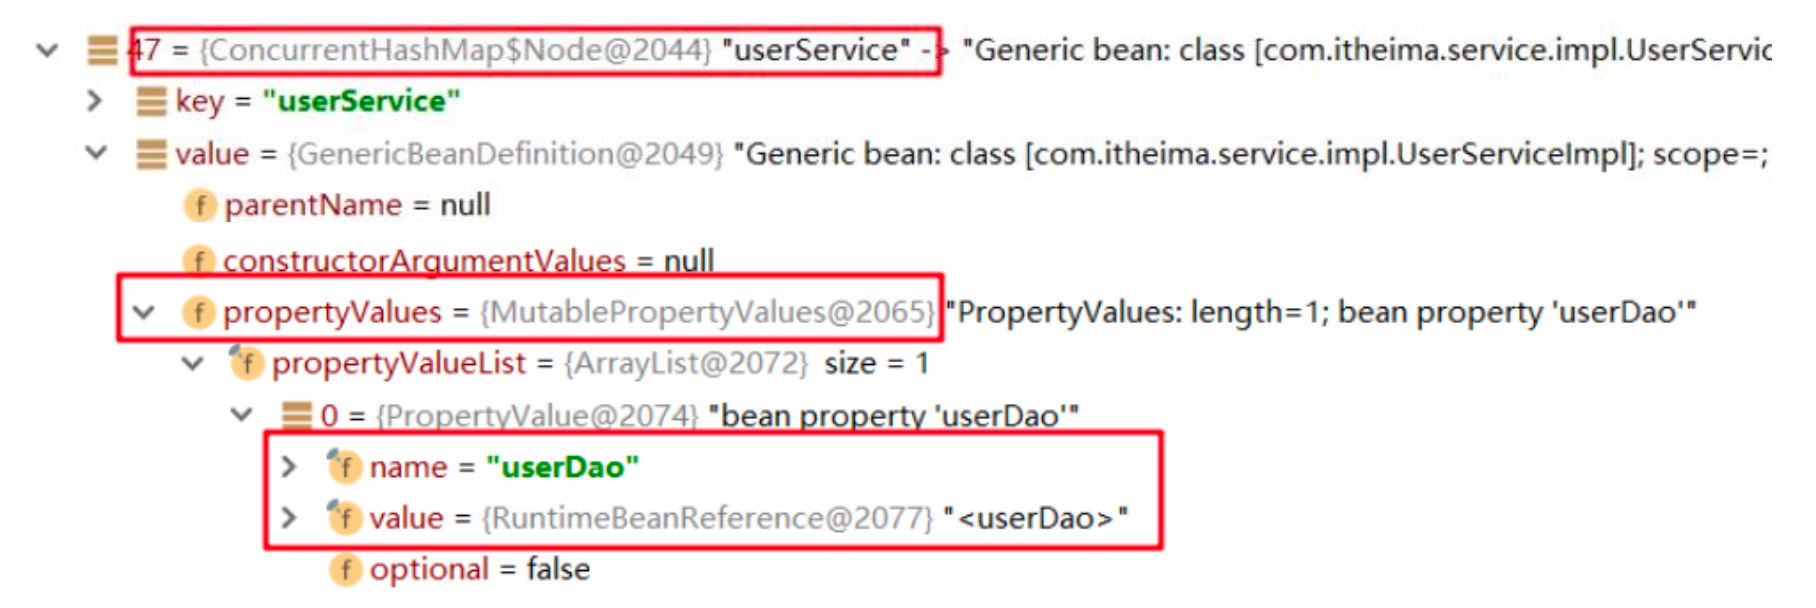 47 = {ConcurrentHashMap$Node@2044} "userService" -> "Generic bean: class [com.itheima.service.impl.UserServic
key = "userService"
value = {GenericBeanDefinition@2049} "Generic bean: class [com.itheima.service.impl.UserServiceImpl]; scope=;
f parentName = null
f constructorArgumentValues = null
f propertyValues = {MutablePropertyValues@2065} "PropertyValues: length=1; bean property 'userDao'"
f propertyValueList = {ArrayList@2072} size = 1
0 = {PropertyValue@2074} "bean property 'userDao'"
f name = "userDao"
f value = {RuntimeBeanReference@2077} "<userDao>"
f optional = false